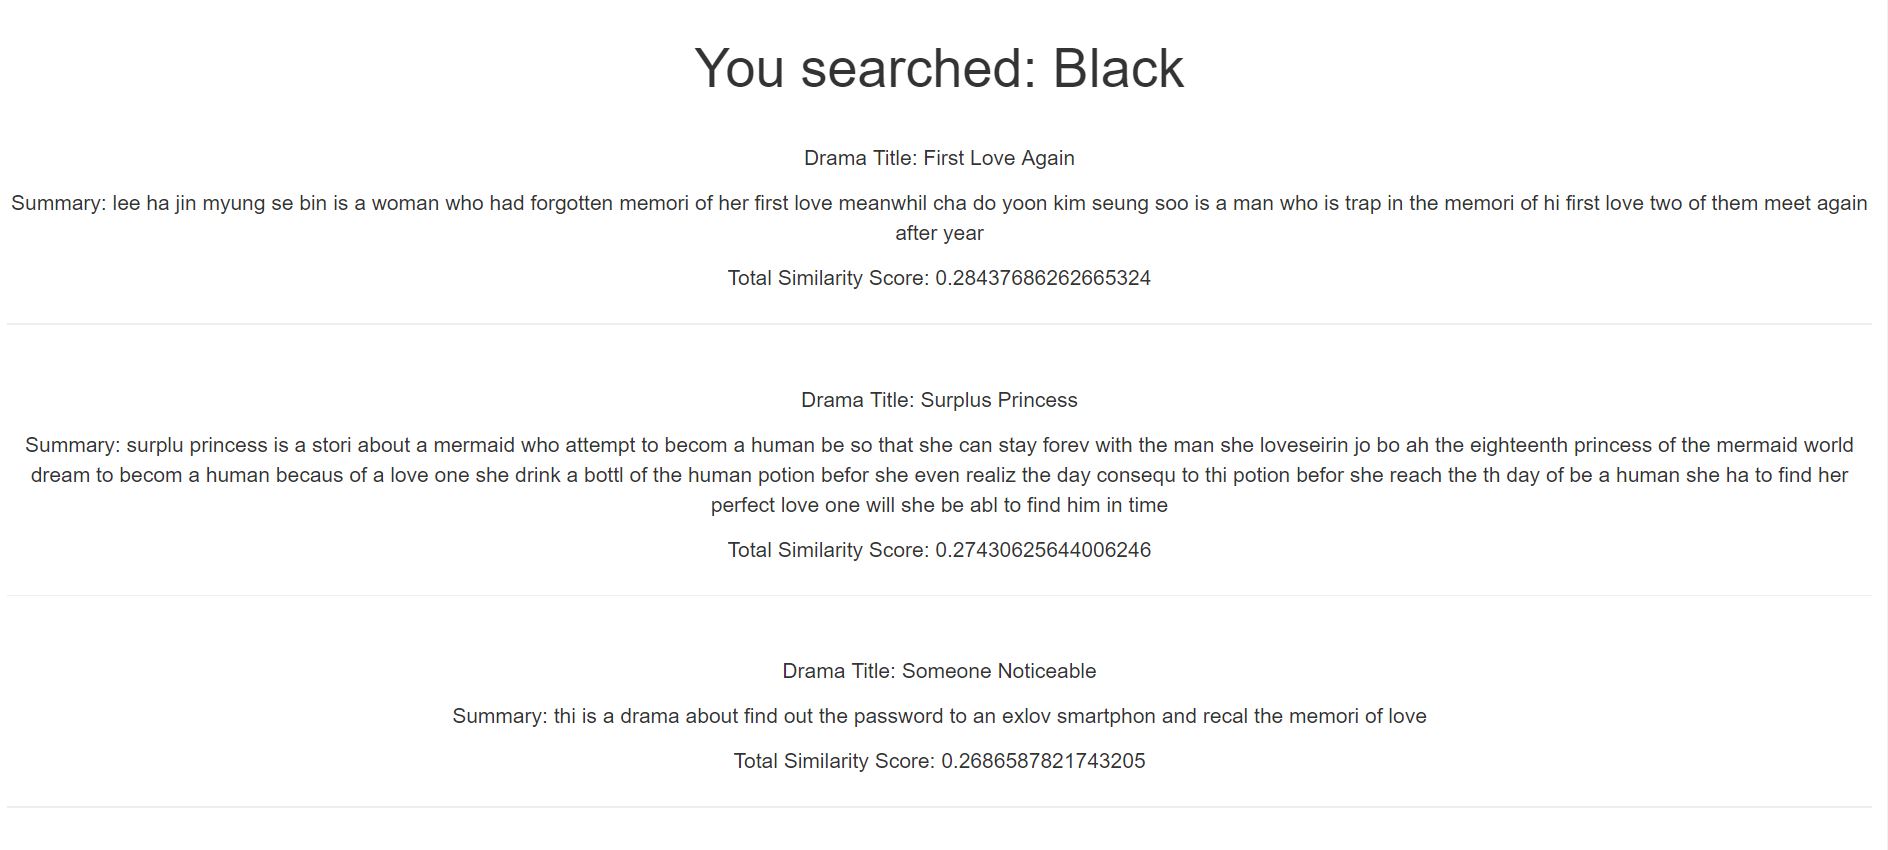 You searched: Black
Drama Title: First Love Again
Summary: lee ha jin myung se bin is a woman who had forgotten memori of her first love meanwhil cha do yoon kim seung soo is a man who is trap in the memori of hi first love two of them meet again
after year
Total Similarity Score: 0.28437686262665324
Drama Title: Surplus Princess
Summary: surplu princess is a stori about a mermaid who attempt to becom a human be so that she can stay forev with the man she loveseirin jo bo ah the eighteenth princess of the mermaid world
dream to becom a human becaus of a love one she drink a bottl of the human potion befor she even realiz the day consequ to thi potion befor she reach the th day of be a human she ha to find her
perfect love one will she be abl to find him in time
Total Similarity Score: 0.27430625644006246
Drama Title: Someone Noticeable
Summary: thi is a drama about find out the password to an exlov smartphon and recal the memori of love
Total Similarity Score: 0.2686587821743205